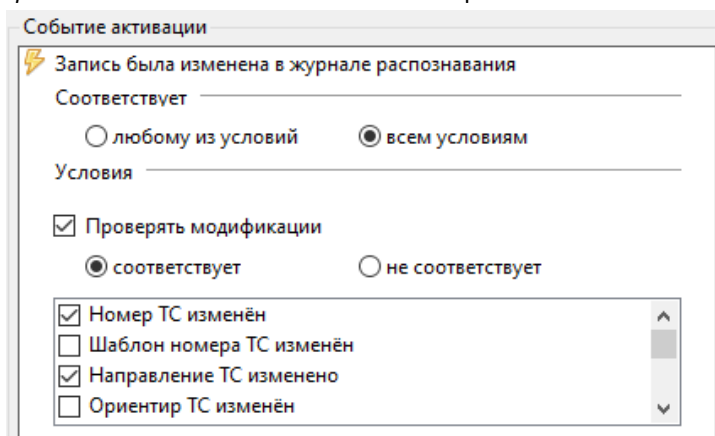 Событие активации
Запись была изменена в журнале распознавания
Соответствует
любому из условий всем условиям
Условия
Проверять модификации
соответствует не соответствует
Номер ТС изменён
Шаблон номера ТС изменён
Направление ТС изменено
Ориентир ТС изменён